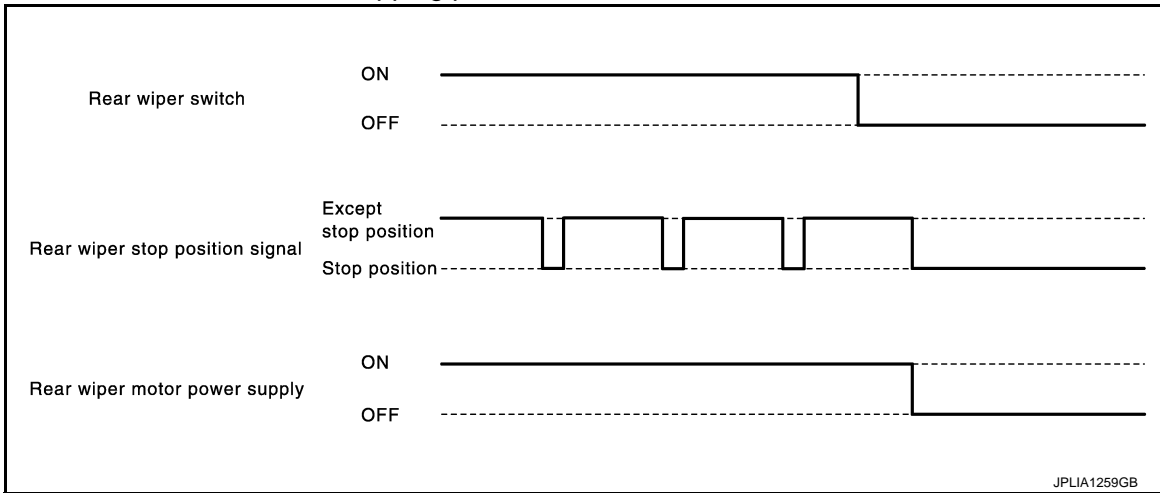 ON
Rear wiper switch
OFF
Except
stop position
Rear wiper stop position signal
Stop position
ON
Rear wiper motor power supply
OFF
JPLIA1259GB